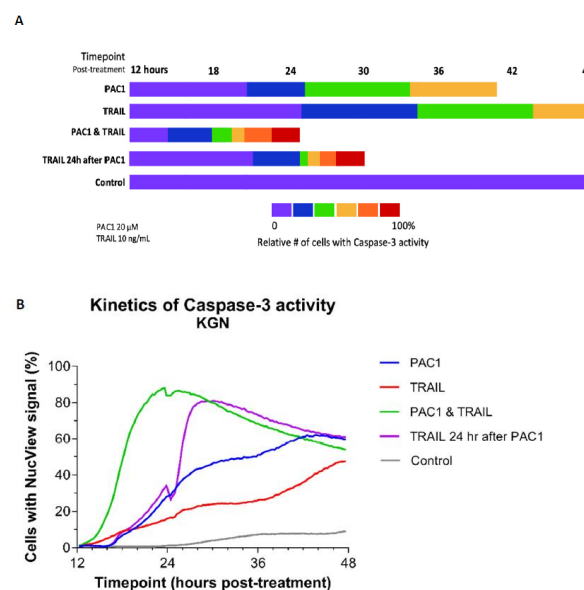 A
Timepoint
Post-treatment
12 hours 18 24 30 36 42
PAC1
TRAIL
PAC1 & TRAIL
TRAIL 24h after PAC1
Control
PAC1 20 µM
TRAIL 10 ng/mL
0 100%
Relative # of cells with Caspase-3 activity
B
Kinetics of Caspase-3 activity
KGN
Cells with NucView signal (%)
100
80
60
40
20
0
12 24 36 48
Timepoint (hours post-treatment)
PAC1
TRAIL
PAC1 & TRAIL
TRAIL 24 hr after PAC1
Control